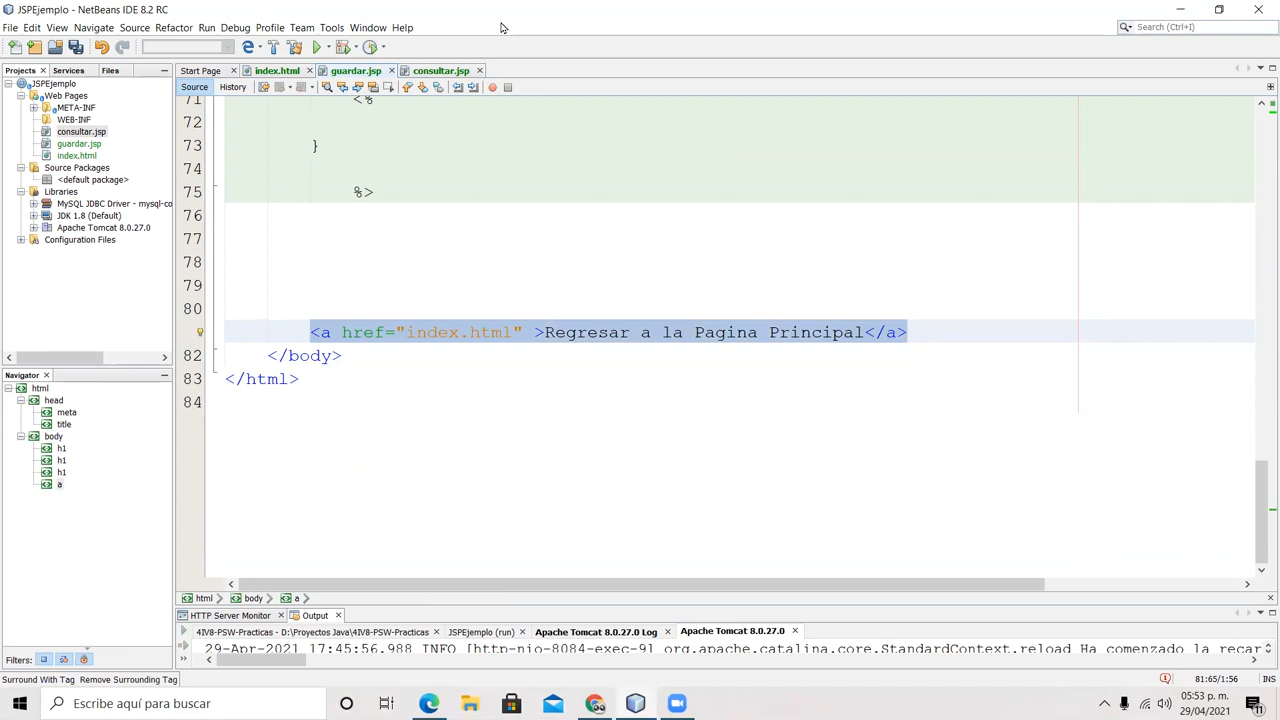 JSPEjemplo - NetBeans IDE 8.2 RC
File Edit View Navigate Source Refactor Run Debug Profile Team Tools Window Help
Search (Ctrl+I)
Projects Services Files
Start Page index.html guardar.jsp consultar.jsp
Source History
JSPEjemplo
Web Pages
META-INF
WEB-INF
consultar.jsp
guardar.jsp
index.html
Source Packages
<default package>
Libraries
MySQL JDBC Driver - mysql-co
JDK 1.8 (Default)
Apache Tomcat 8.0.27.0
Configuration Files
71 <%
72
73 }
74
75 %>
76
77
78
79
80
<a href="index.html" >Regresar a la Pagina Principal</a>
82 </body>
83 </html>
84
Navigator
html
head
meta
title
body
h1
h1
h1
a
Filters:
html body a
HTTP Server Monitor Output
4IV8-PSW-Practicas - D:\Proyectos Java\4IV8-PSW-Practicas JSPEjemplo (run) Apache Tomcat 8.0.27.0 Log Apache Tomcat 8.0.27.0
29-Apr-2021 17:45:56.988 INFO [http-nio-8084-exec-9] org.apache.catalina.core.StandardContext.reload Ha comenzado la recar
Surround With Tag Remove Surrounding Tag
81:65/1:56 INS
Escribe aquí para buscar
05:53 p. m.
29/04/2021
11